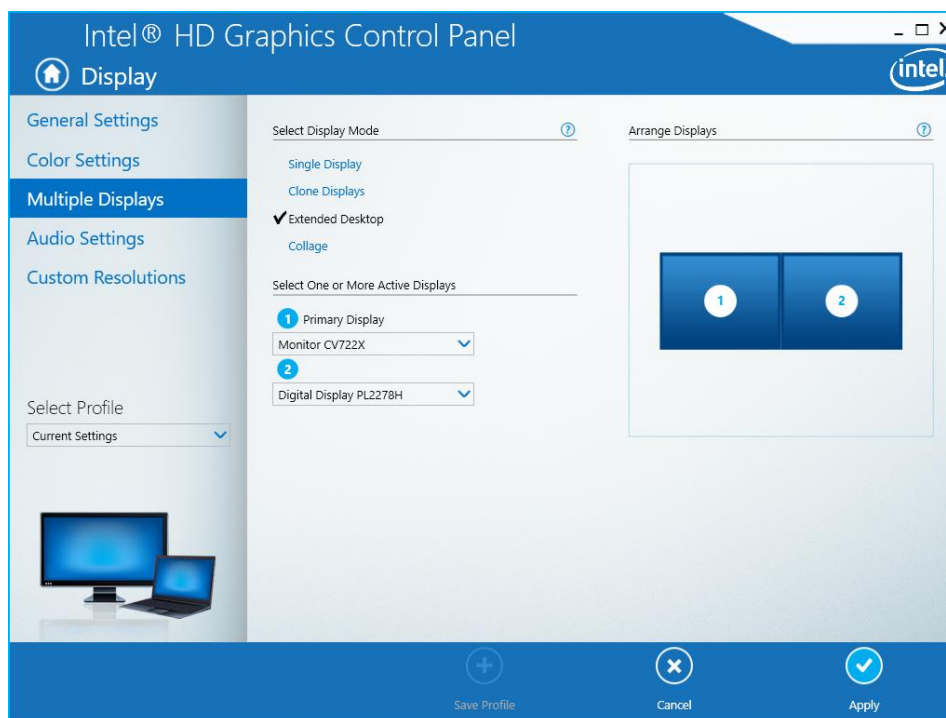 Intel® HD Graphics Control Panel
Display
intel
General Settings
Color Settings
Multiple Displays
Audio Settings
Custom Resolutions
Select Profile
Current Settings
Select Display Mode
Single Display
Clone Displays
Extended Desktop
Collage
Select One or More Active Displays
1 Primary Display
Monitor CV722X
2
Digital Display PL2278H
Arrange Displays
1 2
Save Profile
Cancel
Apply